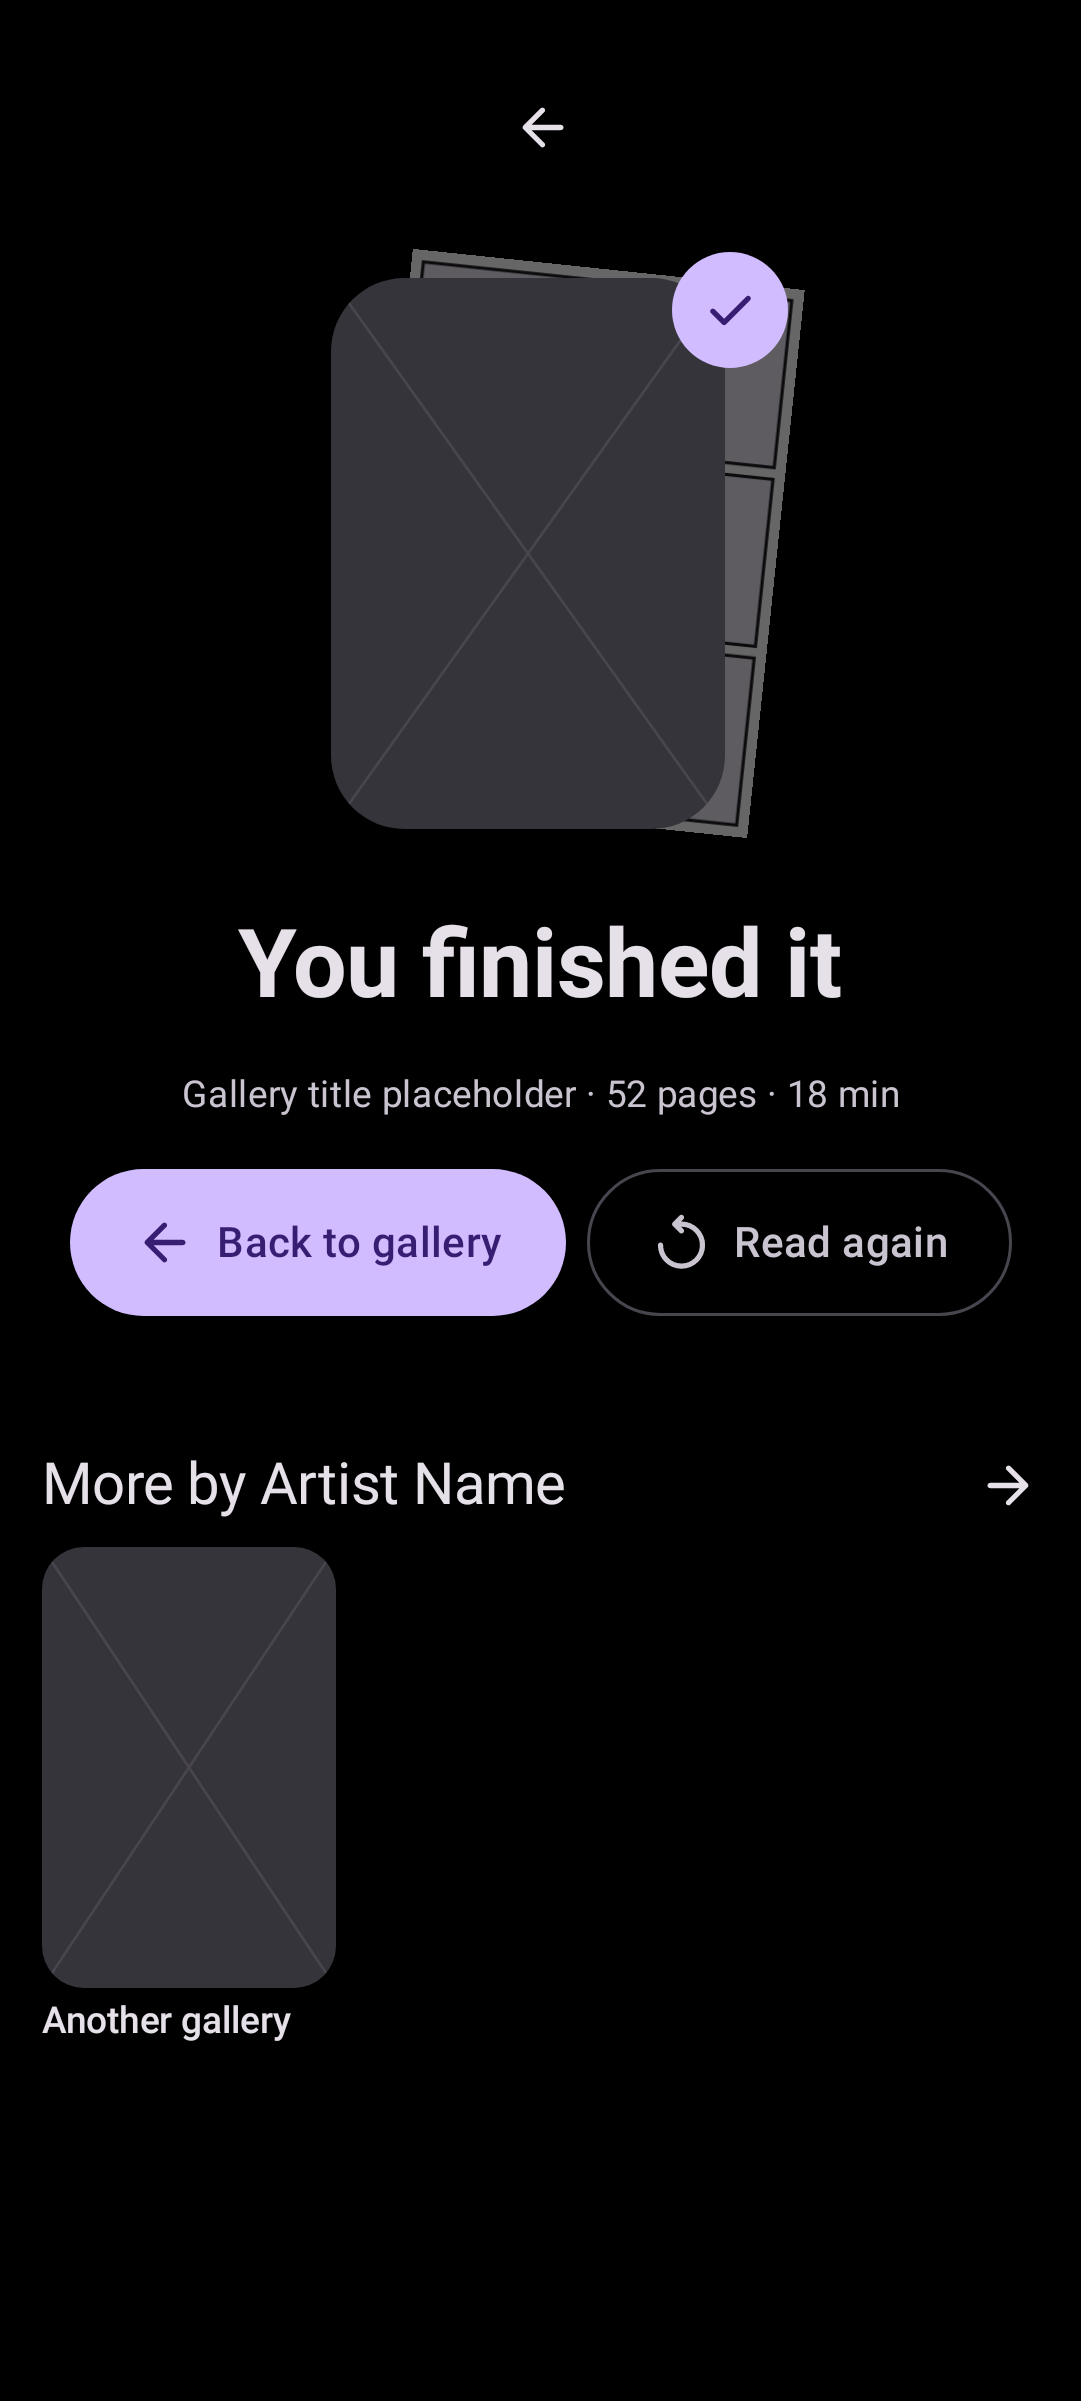 You finished it
Gallery title placeholder · 52 pages · 18 min
Back to gallery
Read again
More by Artist Name
Another gallery